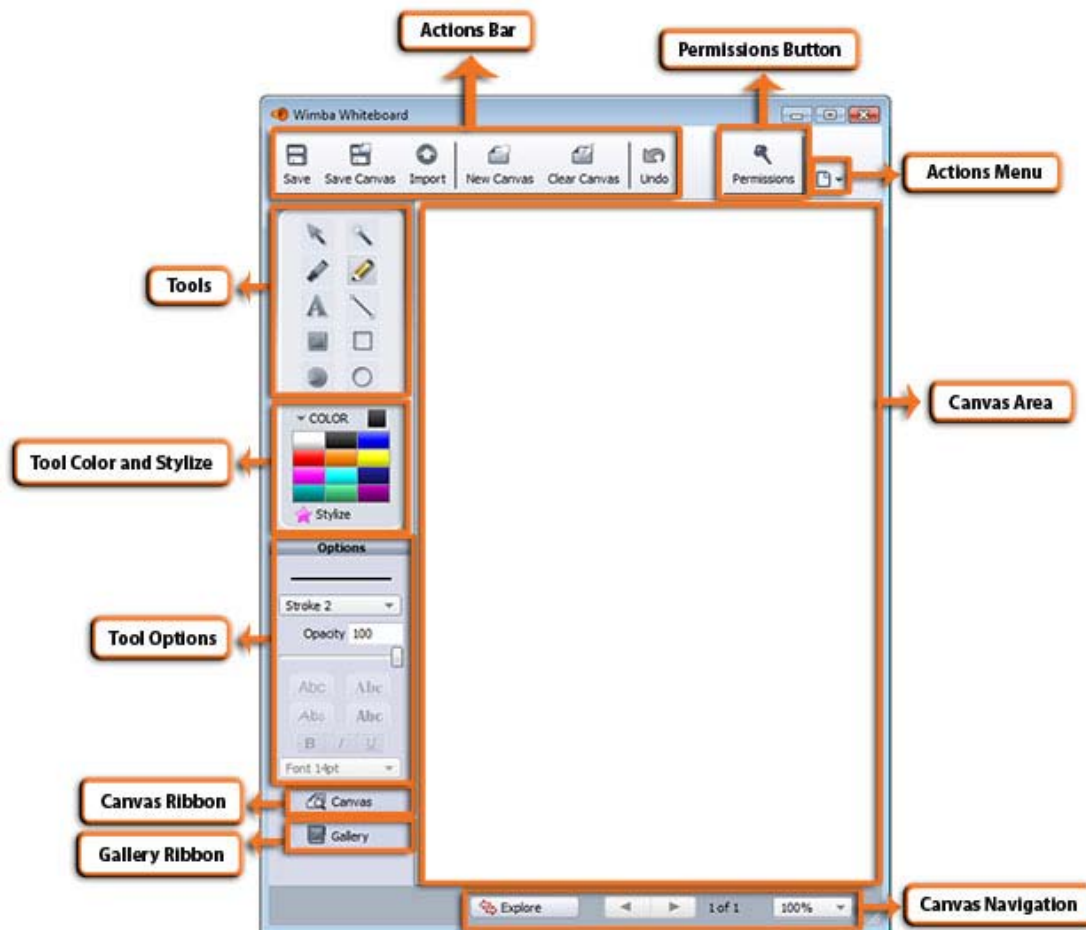 Actions Bar
Permissions Button
Wimba Whiteboard
Save Save Canvas Import New Canvas Clear Canvas Undo Permissions
Actions Menu
Tools
A
Canvas Area
COLOR
Tool Color and Stylize
Stylize
Options
Stroke 2
Opacity 100
Tool Options
Abc Abc
Abc Abc
B I U
Font 14pt
Canvas Ribbon
Canvas
Gallery Ribbon
Gallery
Explore 1 of 1 100%
Canvas Navigation